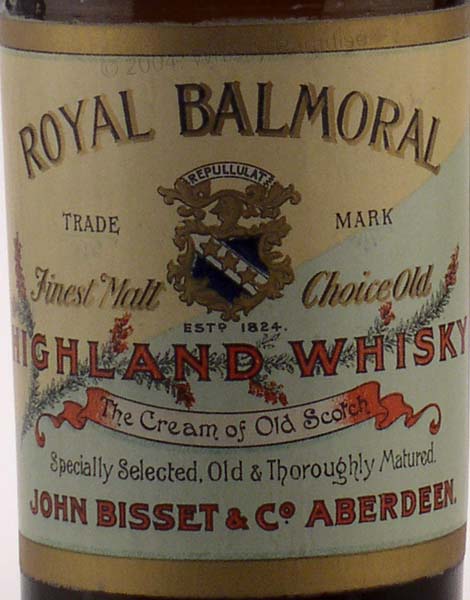 © 2004
ROYAL BALMORAL
REPULLULAT
TRADE MARK
Finest Malt Choice Old
ESTD 1824.
HIGHLAND WHISKY
The Cream of Old Scotch
Specially Selected, Old & Thoroughly Matured.
JOHN BISSET & Co ABERDEEN.